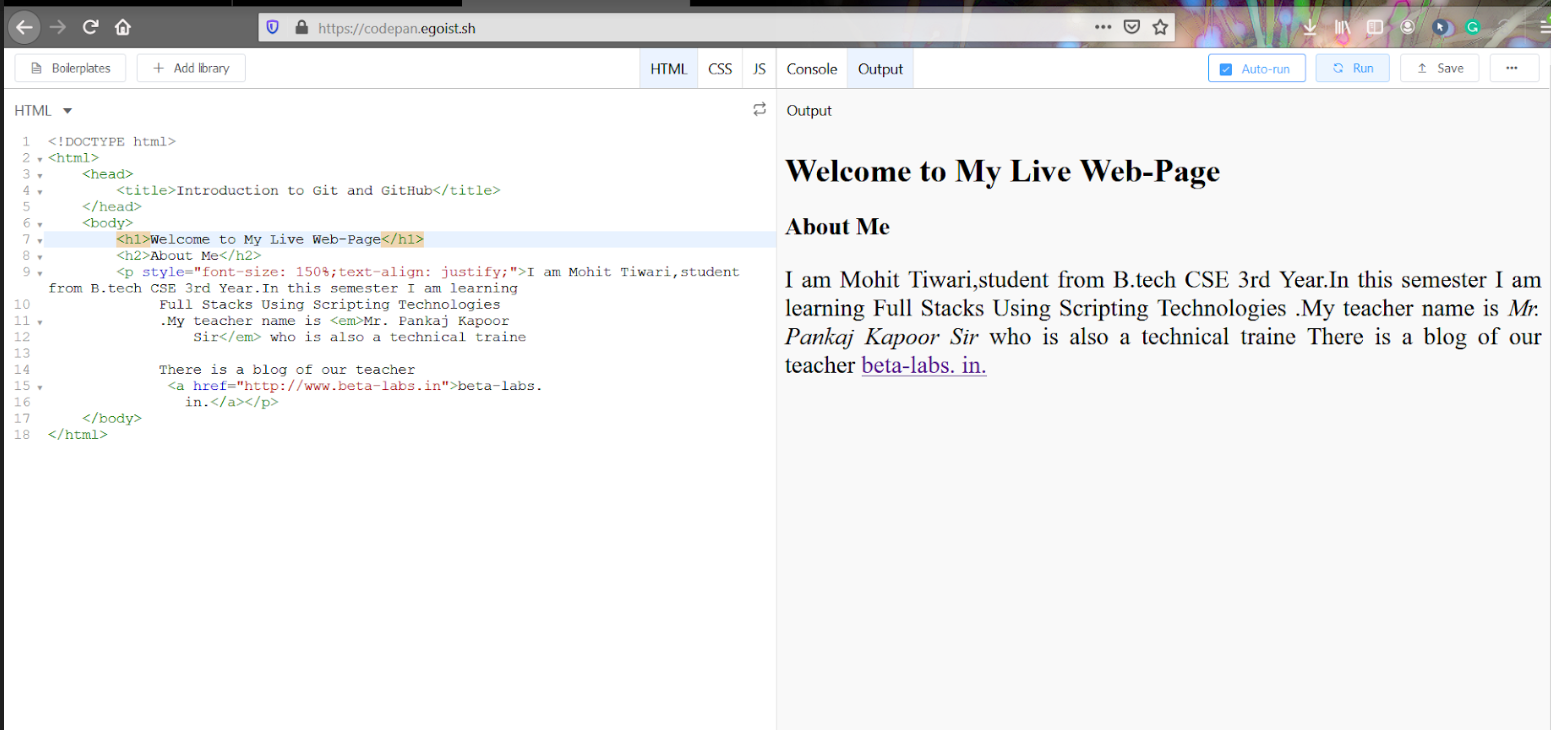 https://codepan.egoist.sh
Boilerplates
Add library
HTML
CSS
JS
Console
Output
Auto-run
Run
Save
HTML
Output
1 <!DOCTYPE html>
2 <html>
3 <head>
4 <title>Introduction to Git and GitHub</title>
5 </head>
6 <body>
7 <h1>Welcome to My Live Web-Page</h1>
8 <h2>About Me</h2>
9 <p style="font-size: 150%;text-align: justify;">I am Mohit Tiwari,student
from B.tech CSE 3rd Year.In this semester I am learning
10 Full Stacks Using Scripting Technologies
11 .My teacher name is <em>Mr. Pankaj Kapoor
12 Sir</em> who is also a technical traine
13
14 There is a blog of our teacher
15 <a href="http://www.beta-labs.in">beta-labs.
16 in.</a></p>
17 </body>
18 </html>
Welcome to My Live Web-Page
About Me
I am Mohit Tiwari,student from B.tech CSE 3rd Year.In this semester I am
learning Full Stacks Using Scripting Technologies .My teacher name is Mr.
Pankaj Kapoor Sir who is also a technical traine There is a blog of our
teacher beta-labs. in.